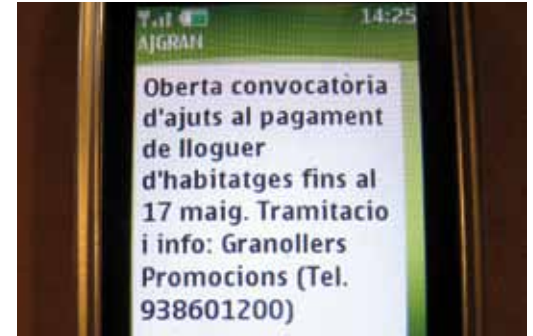 14:25
AJGRAN
Oberta convocatòria
d'ajuts al pagament
de lloguer
d'habitatges fins al
17 maig. Tramitacio
i info: Granollers
Promocions (Tel.
938601200)